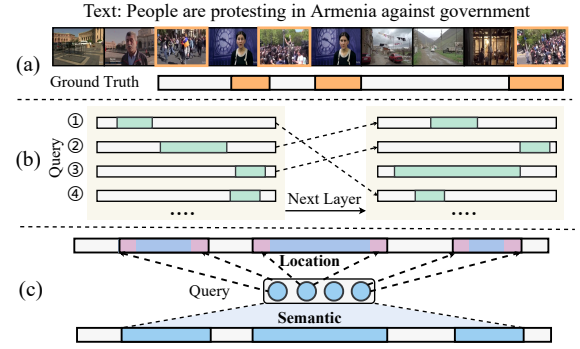 Text: People are protesting in Armenia against government
(a)
Ground Truth
(b)
Query
①
②
③
④
....
Next Layer
....
Location
(c)
Query
Semantic